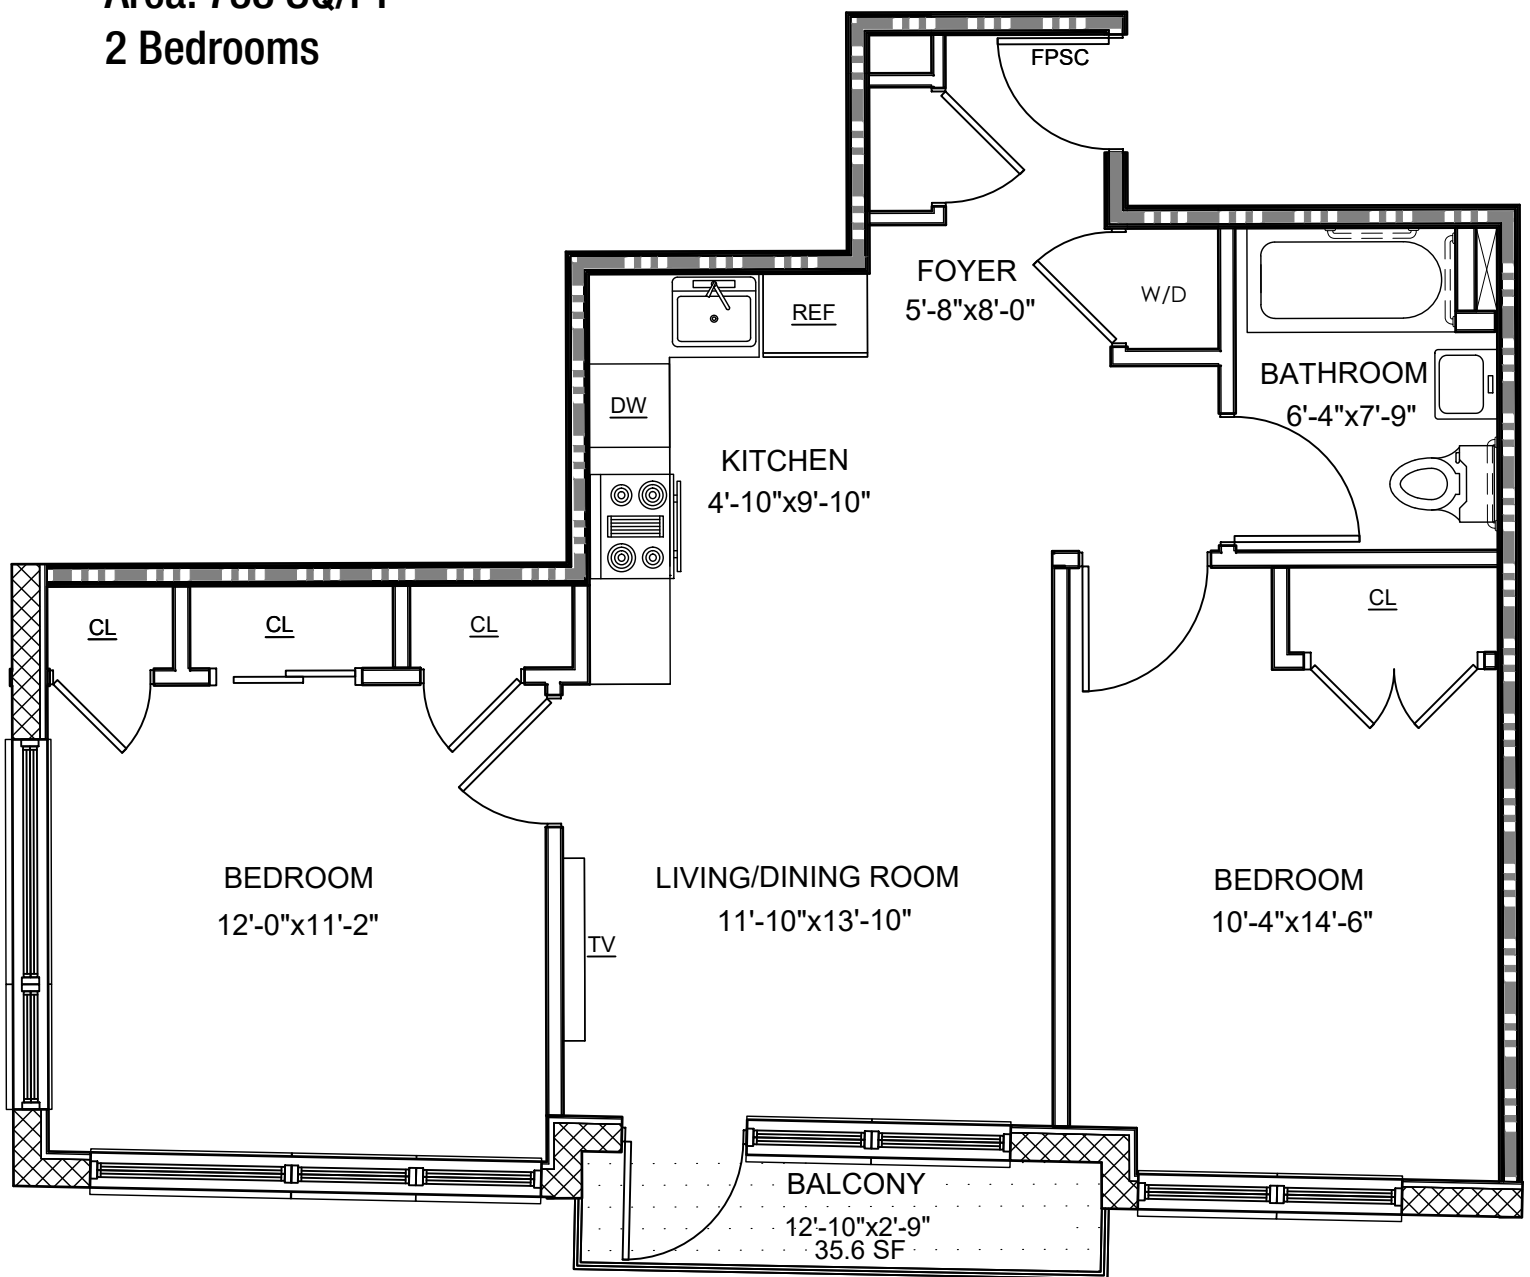 2 Bedrooms
FPSC
FOYER
5'-8"x8'-0"
W/D
REF
BATHROOM
6'-4"x7'-9"
DW
KITCHEN
4'-10"x9'-10"
CL
CL
CL
CL
BEDROOM
12'-0"x11'-2"
LIVING/DINING ROOM
11'-10"x13'-10"
BEDROOM
10'-4"x14'-6"
TV
BALCONY
12'-10"x2'-9"
35.6 SF